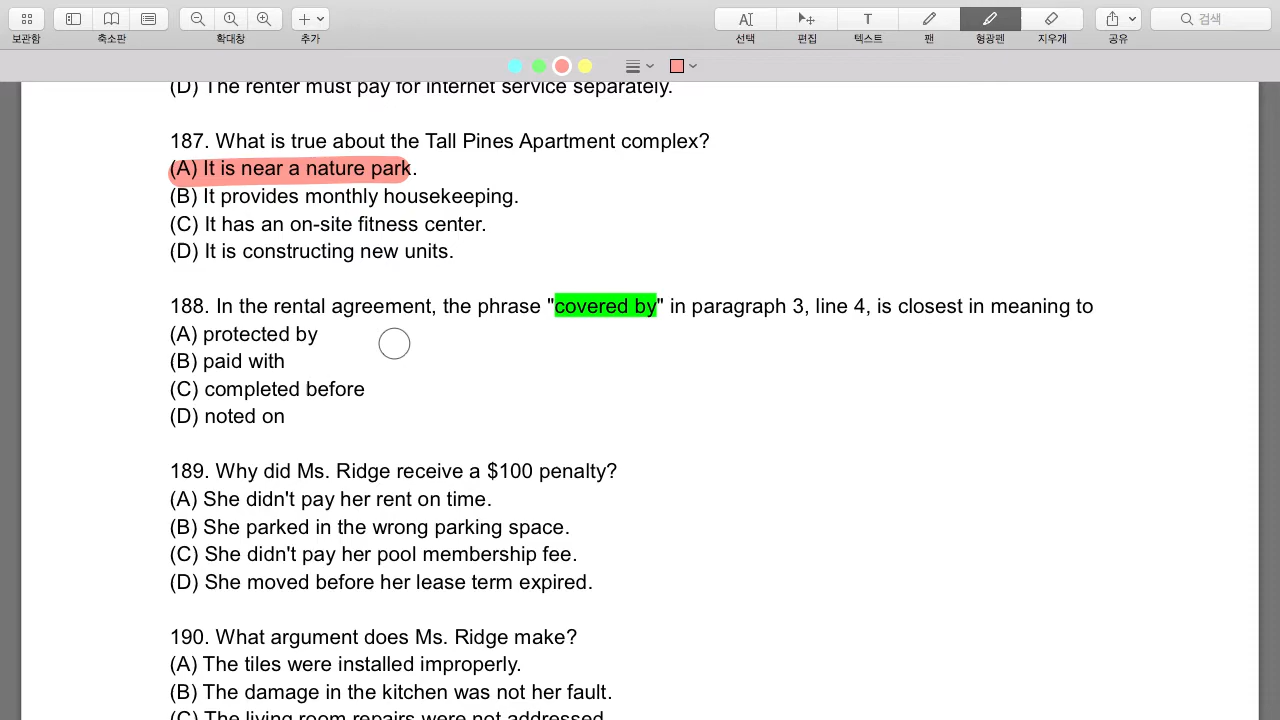 보관함
축소판
확대창
추가
선택
편집
T
텍스트
펜
형광펜
지우개
공유
검색
(D) The renter must pay for internet service separately.
187. What is true about the Tall Pines Apartment complex?
(A) It is near a nature park.
(B) It provides monthly housekeeping.
(C) It has an on-site fitness center.
(D) It is constructing new units.
188. In the rental agreement, the phrase "covered by" in paragraph 3, line 4, is closest in meaning to
(A) protected by
(B) paid with
(C) completed before
(D) noted on
189. Why did Ms. Ridge receive a $100 penalty?
(A) She didn't pay her rent on time.
(B) She parked in the wrong parking space.
(C) She didn't pay her pool membership fee.
(D) She moved before her lease term expired.
190. What argument does Ms. Ridge make?
(A) The tiles were installed improperly.
(B) The damage in the kitchen was not her fault.
(C) The living room repairs were not addressed.